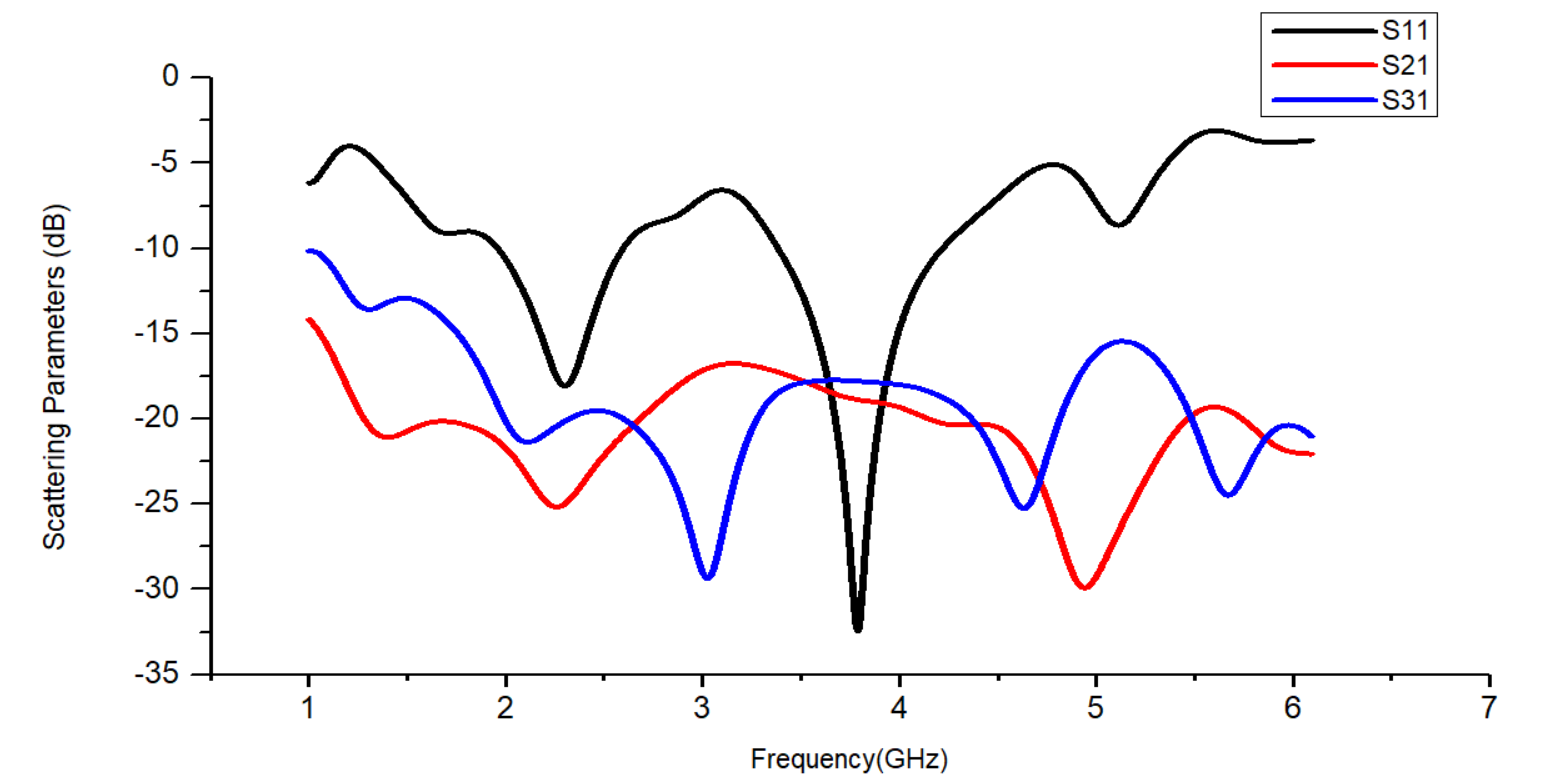 S11
S21
S31
0
-5
-10
-15
-20
-25
-30
-35
Scattering Parameters (dB)
1 2 3 4 5 6 7
Frequency(GHz)